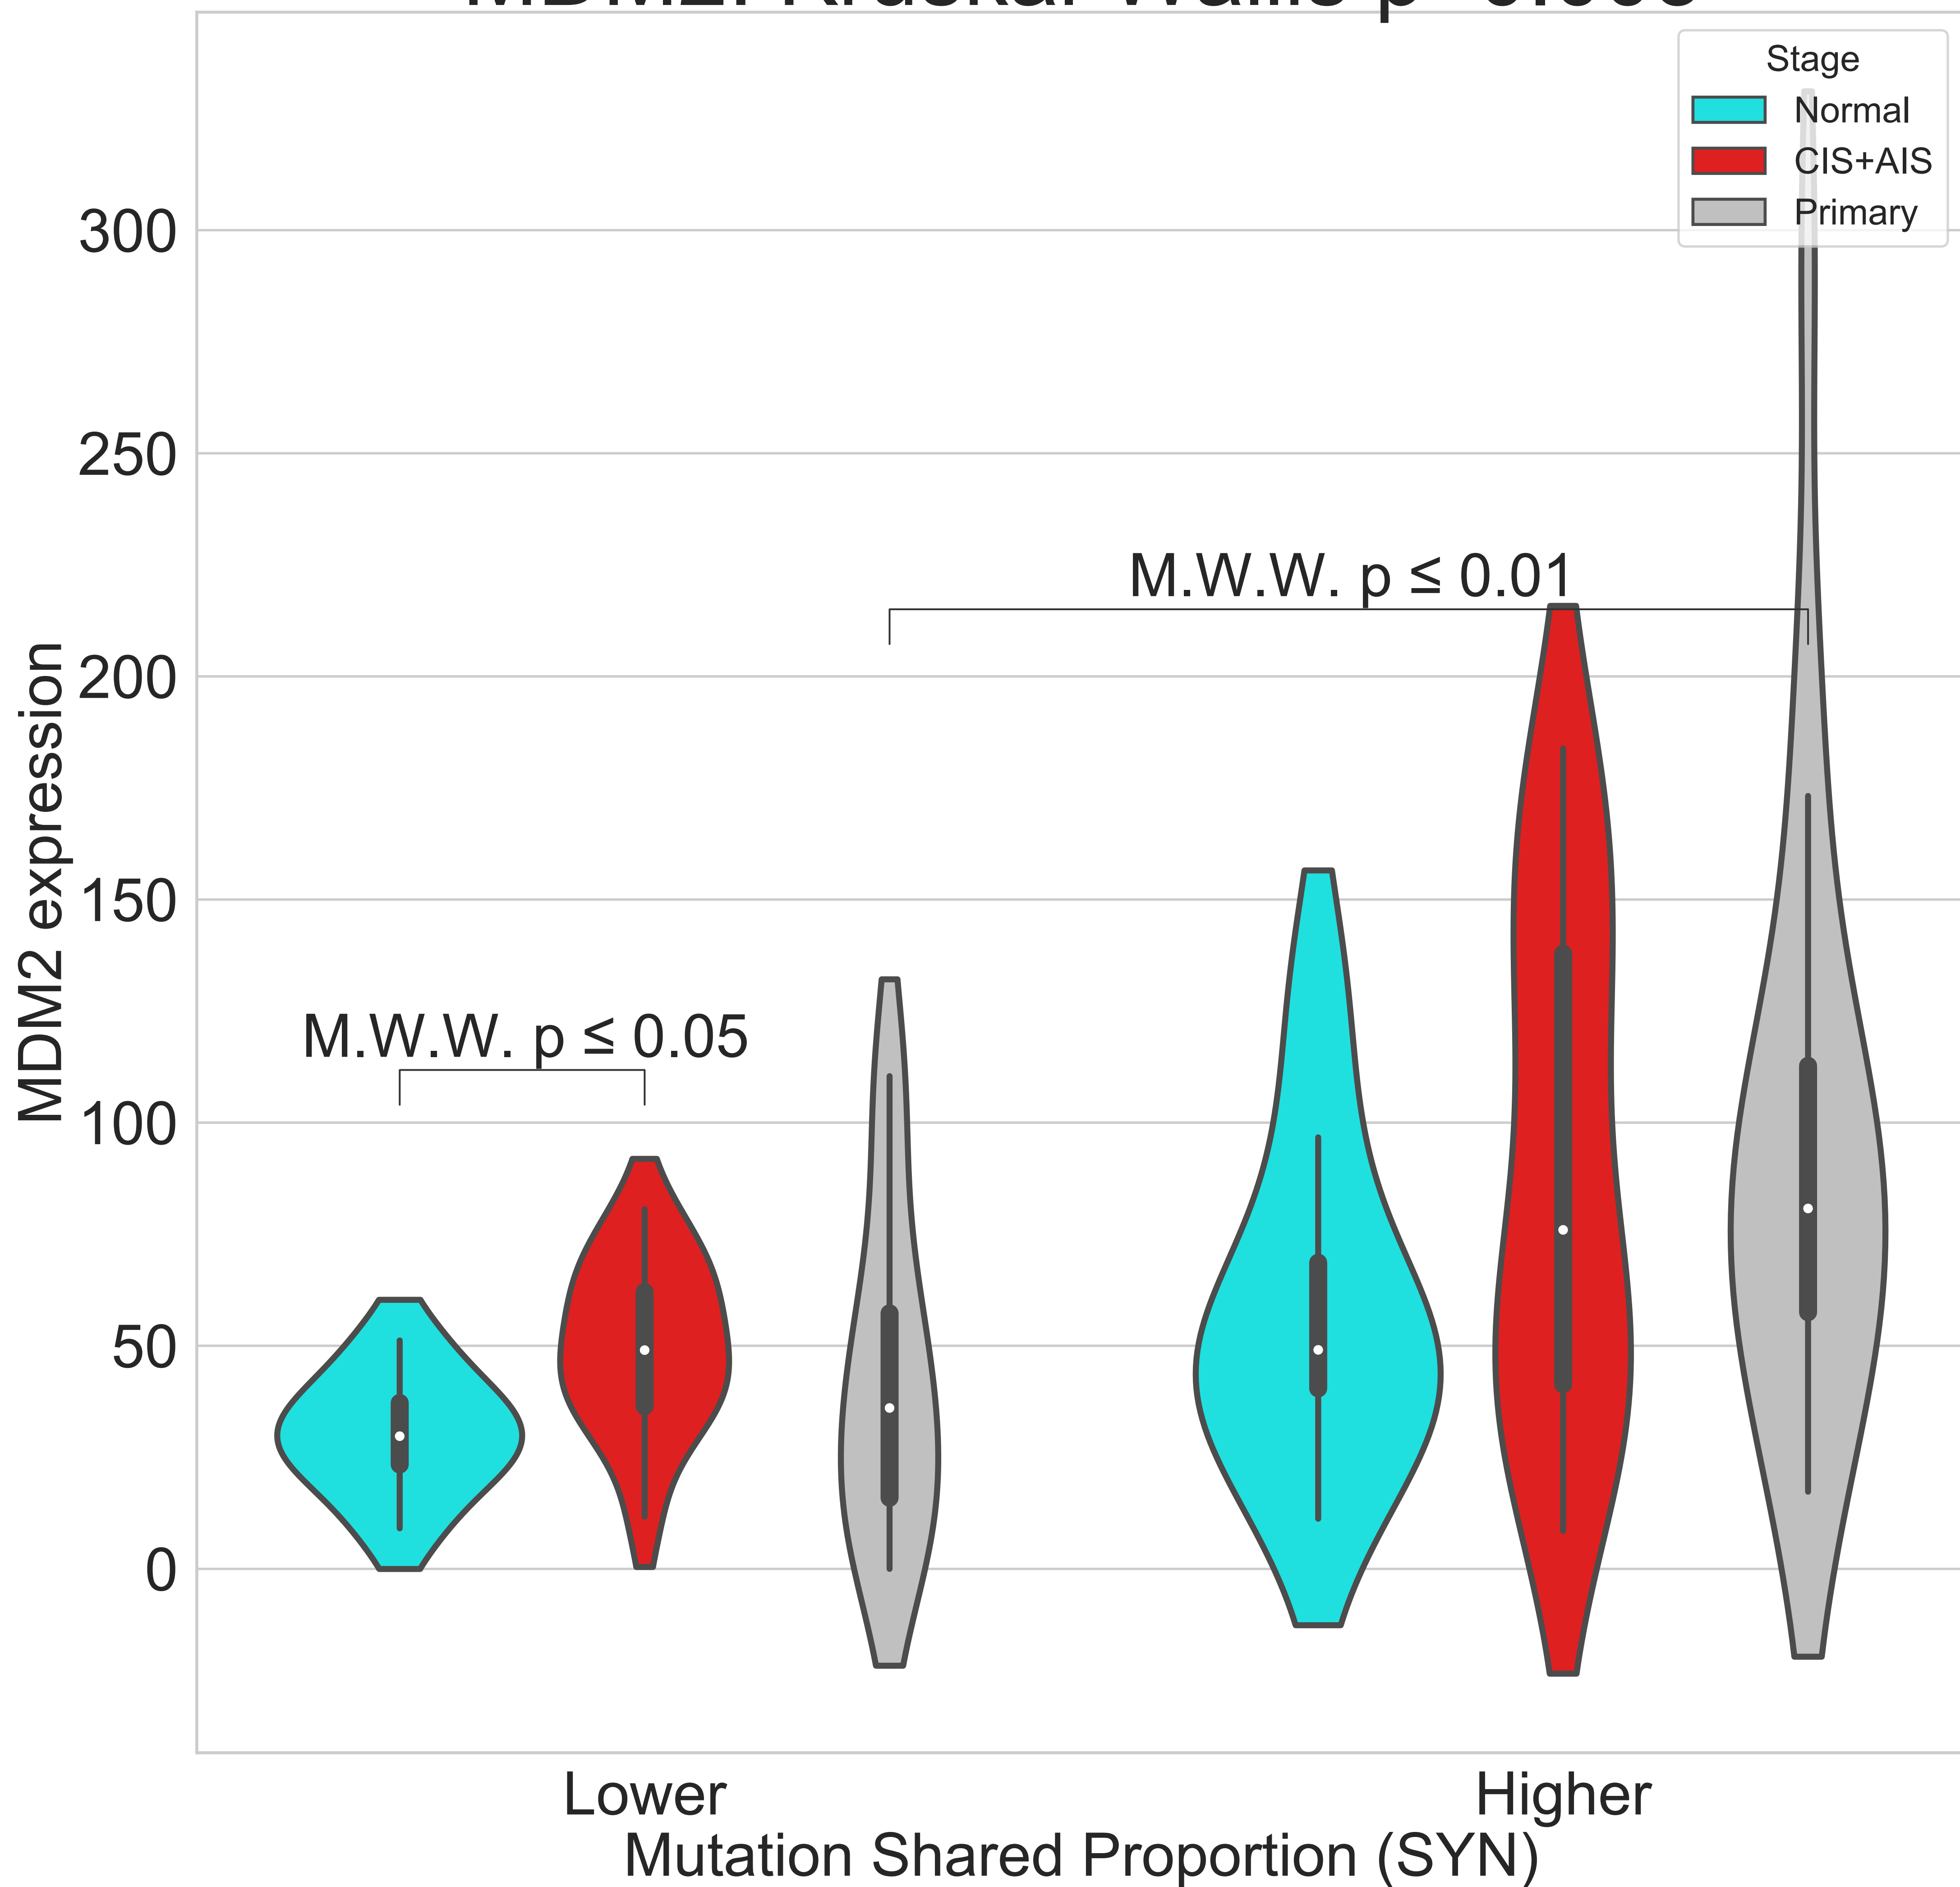 Stage
Normal
CIS+AIS
Primary
300
250
200
150
100
50
0
MDM2 expression
M.W.W. p ≤ 0.01
M.W.W. p ≤ 0.05
Lower
Higher
Mutation Shared Proportion (SYN)